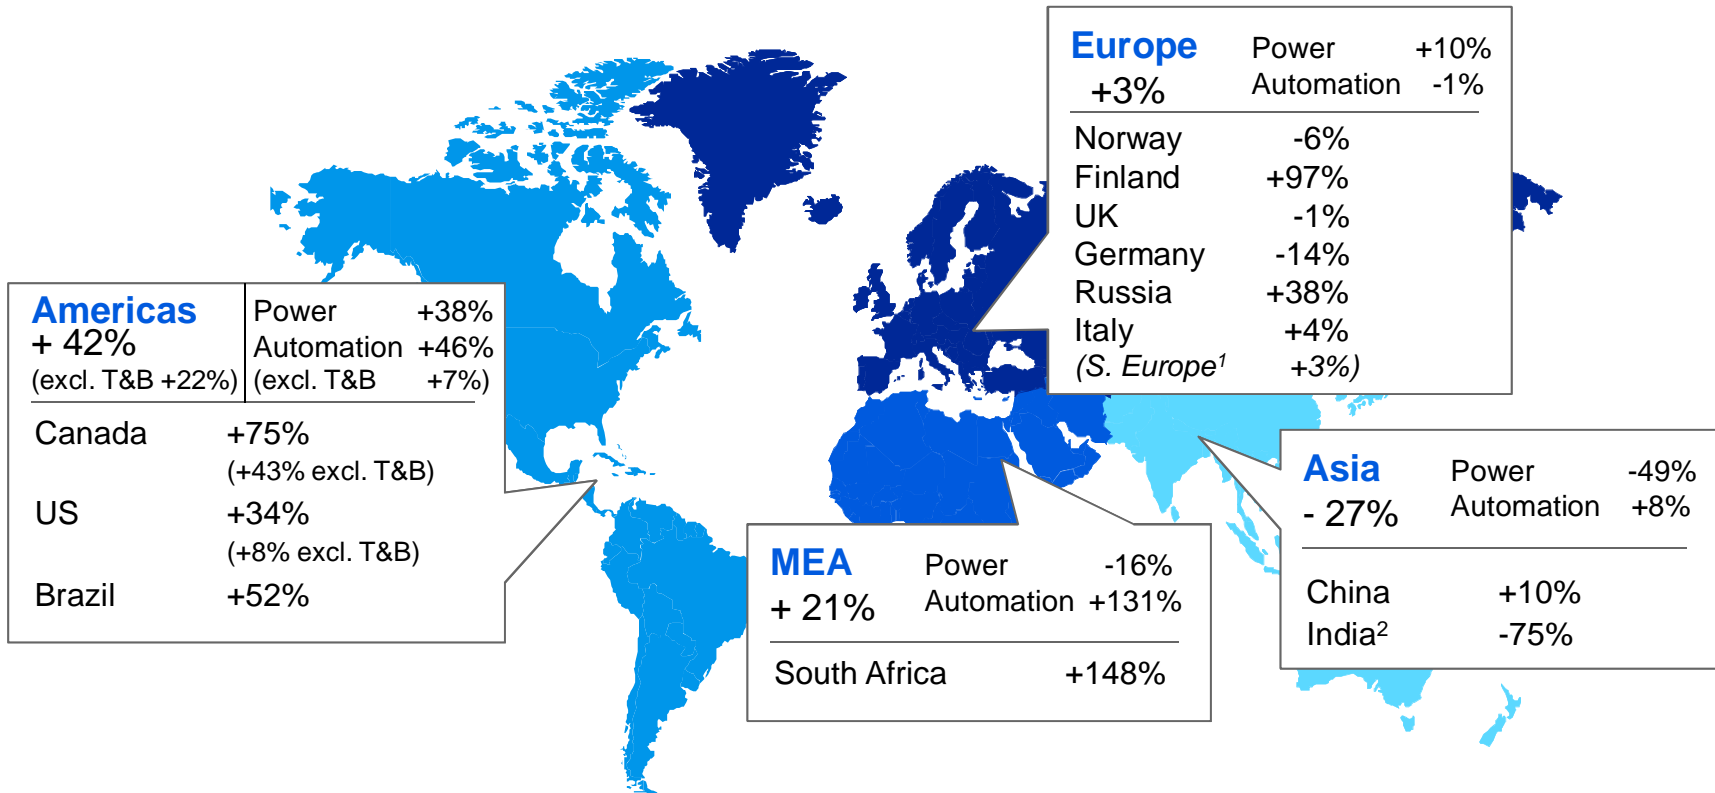 Europe Power +10%
+3% Automation -1%
Norway -6%
Finland +97%
UK -1%
Germany -14%
Russia +38%
Italy +4%
(S. Europe¹ +3%)
Americas Power +38%
+ 42% Automation +46%
(excl. T&B +22%) (excl. T&B +7%)
Canada +75%
(+43% excl. T&B)
US +34%
(+8% excl. T&B)
Brazil +52%
MEA Power -16%
+ 21% Automation +131%
South Africa +148%
Asia Power -49%
- 27% Automation +8%
China +10%
India² -75%